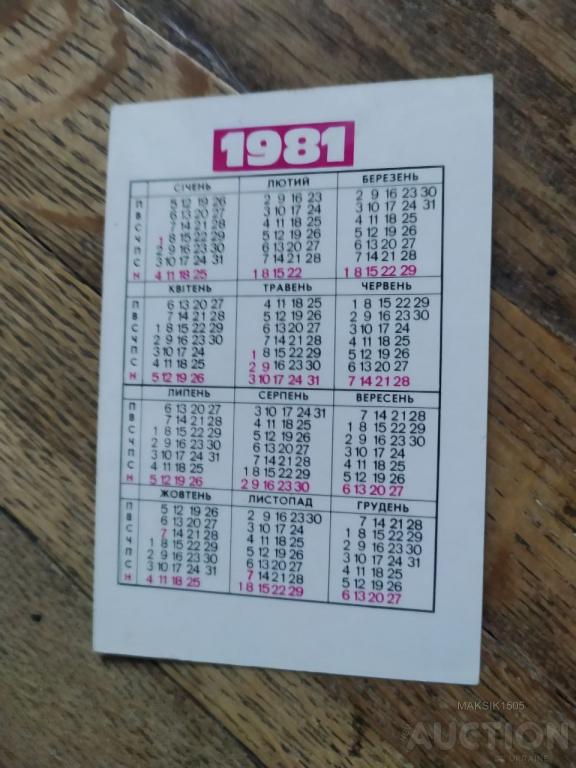 1981
СІЧЕНЬ ЛЮТИЙ БЕРЕЗЕНЬ
П 5 12 19 26 2 9 16 23 2 9 16 23 30
В 6 13 20 27 3 10 17 24 3 10 17 24 31
С 7 14 21 28 4 11 18 25 4 11 18 25
Ч 1 8 15 22 29 5 12 19 26 5 12 19 26
П 2 9 16 23 30 6 13 20 27 6 13 20 27
С 3 10 17 24 31 7 14 21 28 7 14 21 28
Н 4 11 18 25 1 8 15 22 1 8 15 22 29
КВІТЕНЬ ТРАВЕНЬ ЧЕРВЕНЬ
П 6 13 20 27 4 11 18 25 1 8 15 22 29
В 7 14 21 28 5 12 19 26 2 9 16 23 30
С 1 8 15 22 29 6 13 20 27 3 10 17 24
Ч 2 9 16 23 30 7 14 21 28 4 11 18 25
П 3 10 17 24 1 8 15 22 29 5 12 19 26
С 4 11 18 25 2 9 16 23 30 6 13 20 27
Н 5 12 19 26 3 10 17 24 31 7 14 21 28
ЛИПЕНЬ СЕРПЕНЬ ВЕРЕСЕНЬ
П 6 13 20 27 3 10 17 24 31 7 14 21 28
В 7 14 21 28 4 11 18 25 1 8 15 22 29
С 1 8 15 22 29 5 12 19 26 2 9 16 23 30
Ч 2 9 16 23 30 6 13 20 27 3 10 17 24
П 3 10 17 24 31 7 14 21 28 4 11 18 25
С 4 11 18 25 1 8 15 22 29 5 12 19 26
Н 5 12 19 26 2 9 16 23 30 6 13 20 27
ЖОВТЕНЬ ЛИСТОПАД ГРУДЕНЬ
П 5 12 19 26 2 9 16 23 30 7 14 21 28
В 6 13 20 27 3 10 17 24 1 8 15 22 29
С 7 14 21 28 4 11 18 25 2 9 16 23 30
Ч 1 8 15 22 29 5 12 19 26 3 10 17 24 31
П 2 9 16 23 30 6 13 20 27 4 11 18 25
С 3 10 17 24 31 7 14 21 28 5 12 19 26
Н 4 11 18 25 1 8 15 22 29 6 13 20 27
MAKSIK1505
AUCTION
UKRAINE